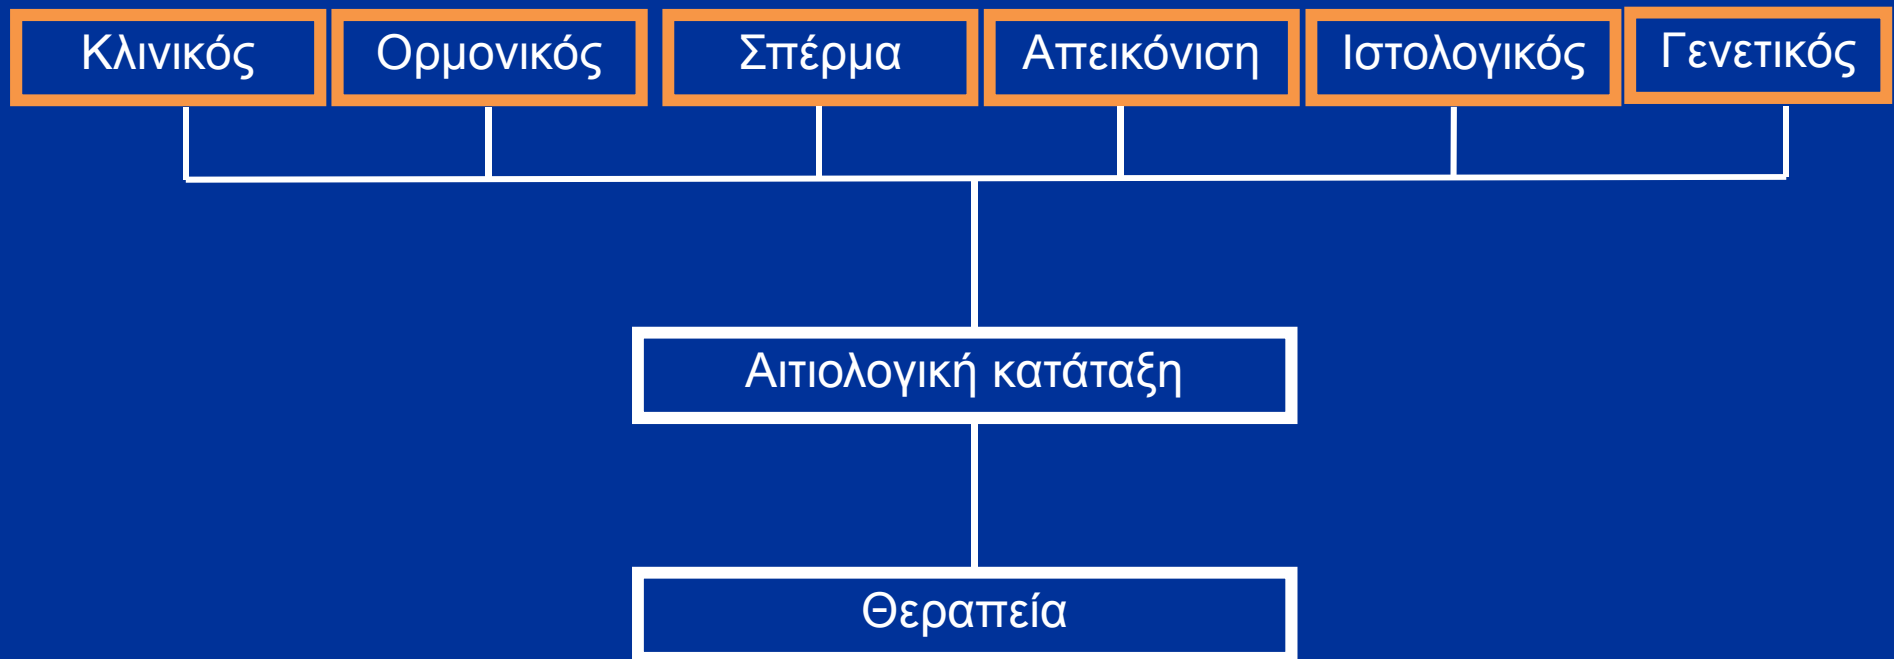 Κλινικός
Ορμονικός
Σπέρμα
Απεικόνιση
Ιστολογικός
Γενετικός
Αιτιολογική κατάταξη
Θεραπεία